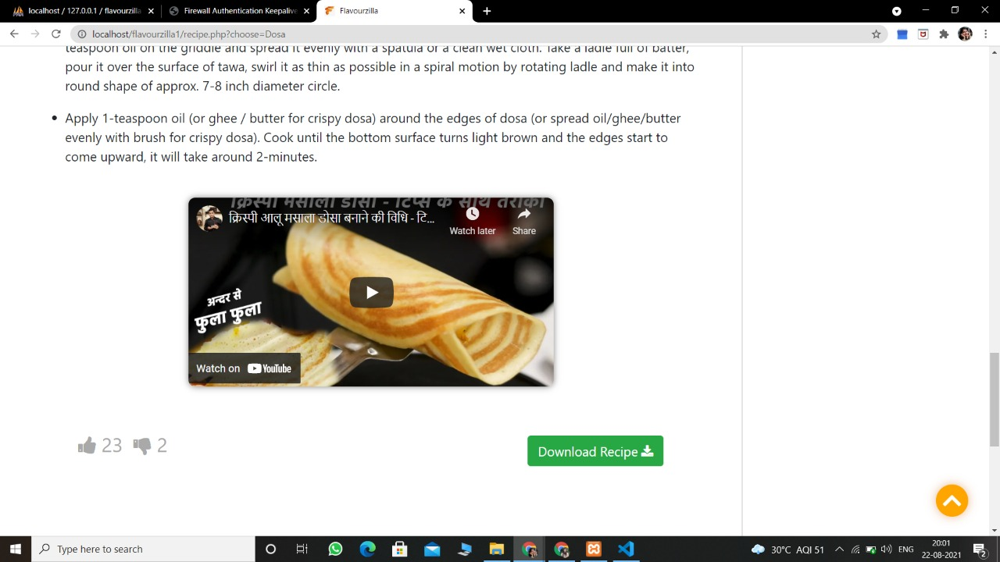 localhost / 127.0.0.1 / flavourzilla
Firewall Authentication Keepalive
Flavourzilla
localhost/flavourzilla1/recipe.php?choose=Dosa
teaspoon oil on the griddle and spread it evenly with a spatula or a clean wet cloth. Take a ladle full of batter,
pour it over the surface of tawa, swirl it as thin as possible in a spiral motion by rotating ladle and make it into
round shape of approx. 7-8 inch diameter circle.
Apply 1-teaspoon oil (or ghee / butter for crispy dosa) around the edges of dosa (or spread oil/ghee/butter
evenly with brush for crispy dosa). Cook until the bottom surface turns light brown and the edges start to
come upward, it will take around 2-minutes.
क्रिस्पी मसाला डोसा - टिप्स के साथ तरीका
क्रिस्पी आलू मसाला डोसा बनाने की विधि - टि...
Watch later
Share
अन्दर से
फुला फुला
Watch on YouTube
23 2
Download Recipe
Type here to search
30°C AQI 51
ENG
20:01
22-08-2021
2